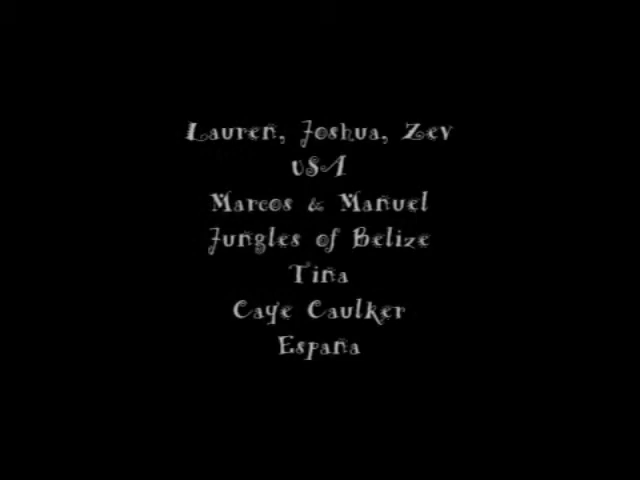 Lauren, Joshua, Zev
USA
Marcos & Manuel
Jungles of Belize
Tina
Caye Caulker
España